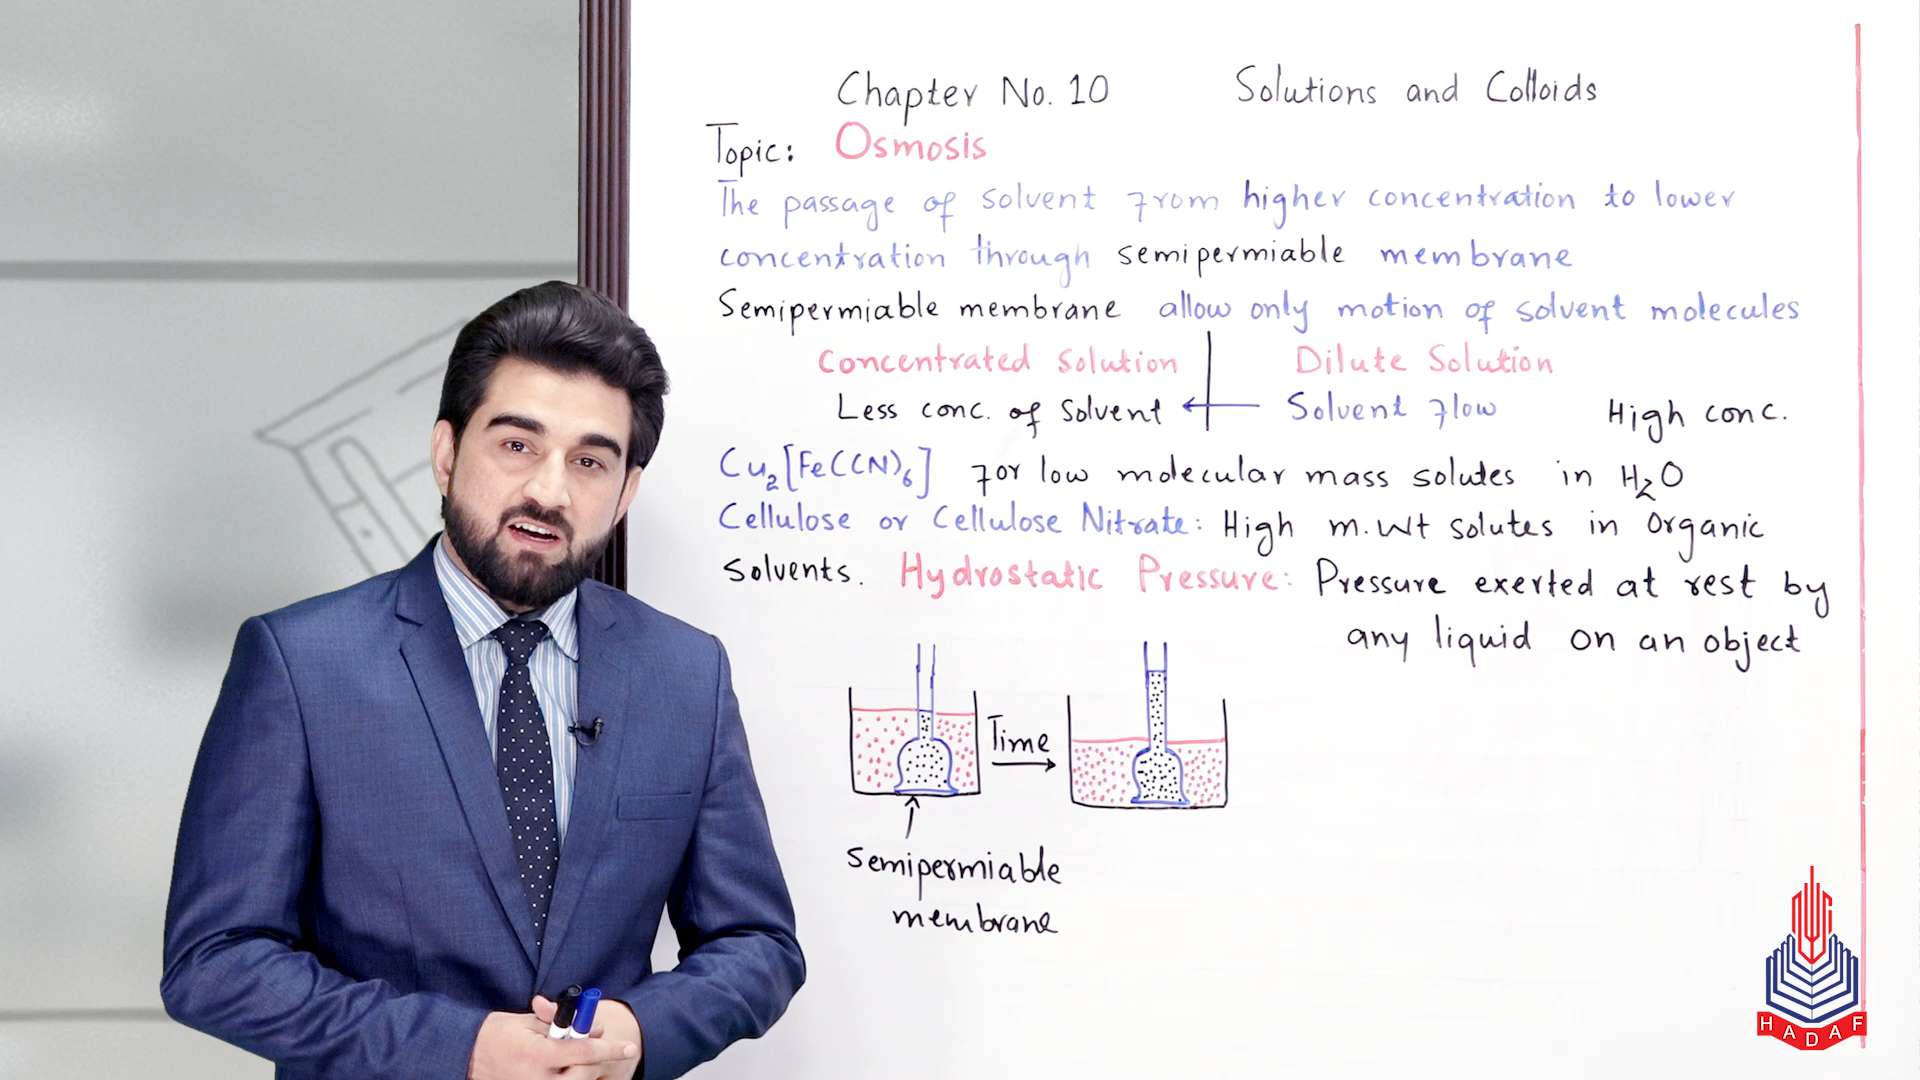 Chapter No. 10 Solutions and Colloids
Topic: Osmosis
The passage of solvent from higher concentration to lower
concentration through semipermiable membrane
Semipermiable membrane allow only motion of solvent molecules
Concentrated Solution Dilute Solution
Less conc. of Solvent Solvent flow High conc.
Cu₂[Fe(CN)₆] for low molecular mass solutes in H₂O
Cellulose or Cellulose Nitrate: High m.wt solutes in Organic
Solvents. Hydrostatic Pressure: Pressure exerted at rest by
any liquid on an object
Time
Semipermiable
membrane
HADAF